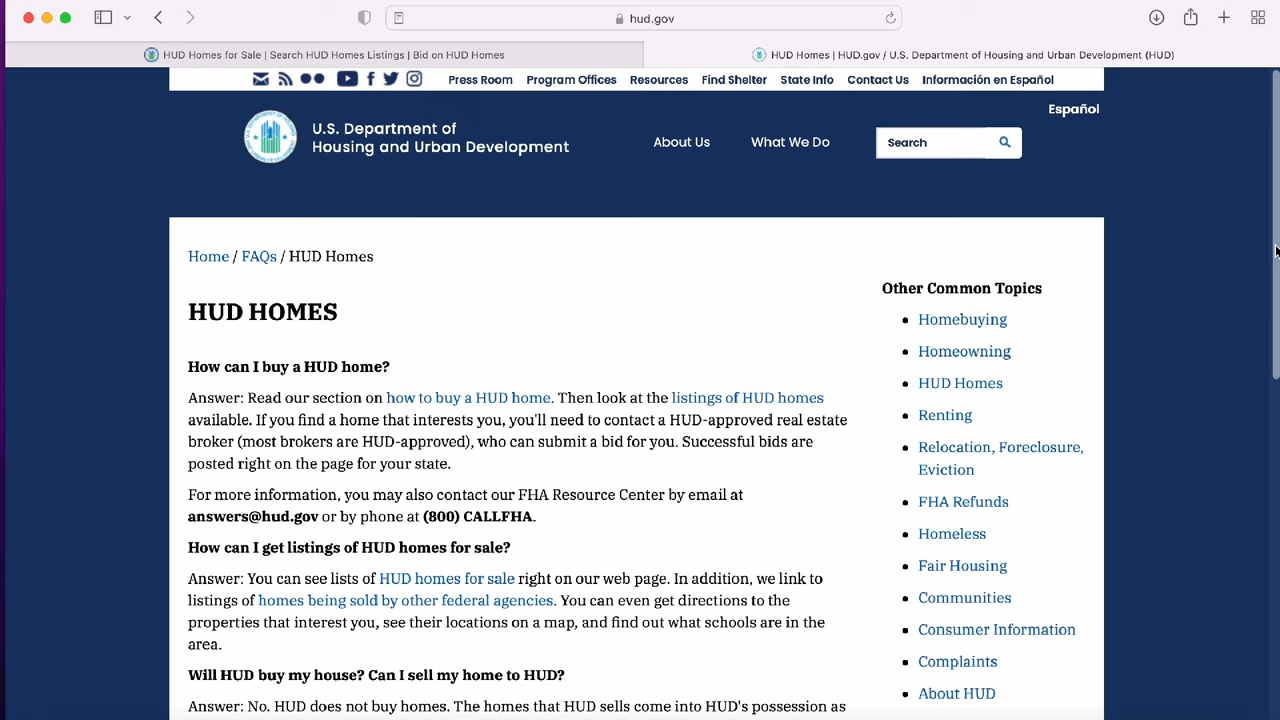 hud.gov
HUD Homes for Sale | Search HUD Homes Listings | Bid on HUD Homes
HUD Homes | HUD.gov / U.S. Department of Housing and Urban Development (HUD)
Press Room Program Offices Resources Find Shelter State Info Contact Us Información en Español
Español
U.S. Department of
Housing and Urban Development
About Us What We Do Search
Home / FAQs / HUD Homes
HUD HOMES
How can I buy a HUD home?
Answer: Read our section on how to buy a HUD home. Then look at the listings of HUD homes
available. If you find a home that interests you, you'll need to contact a HUD-approved real estate
broker (most brokers are HUD-approved), who can submit a bid for you. Successful bids are
posted right on the page for your state.
For more information, you may also contact our FHA Resource Center by email at
answers@hud.gov or by phone at (800) CALLFHA.
How can I get listings of HUD homes for sale?
Answer: You can see lists of HUD homes for sale right on our web page. In addition, we link to
listings of homes being sold by other federal agencies. You can even get directions to the
properties that interest you, see their locations on a map, and find out what schools are in the
area.
Will HUD buy my house? Can I sell my home to HUD?
Answer: No. HUD does not buy homes. The homes that HUD sells come into HUD's possession as
Other Common Topics
Homebuying
Homeowning
HUD Homes
Renting
Relocation, Foreclosure,
Eviction
FHA Refunds
Homeless
Fair Housing
Communities
Consumer Information
Complaints
About HUD